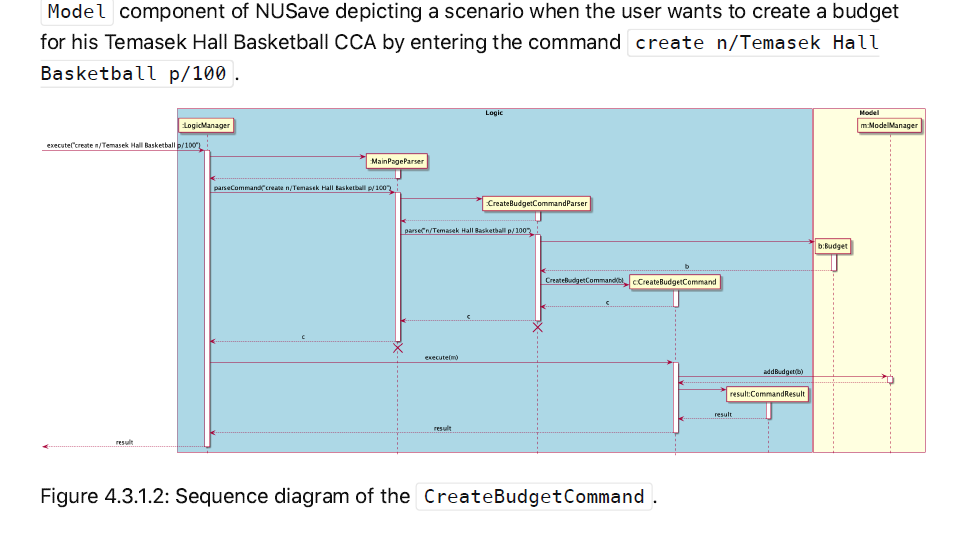 Model component of NUSave depicting a scenario when the user wants to create a budget
for his Temasek Hall Basketball CCA by entering the command create n/Temasek Hall
Basketball p/100 .
Logic
Model
:LogicManager
m:ModelManager
execute("create n/Temasek Hall Basketball p/100")
:MainPageParser
parseCommand("create n/Temasek Hall Basketball p/100")
:CreateBudgetCommandParser
parse("n/Temasek Hall Basketball p/100")
b:Budget
b
CreateBudgetCommand(b)
c:CreateBudgetCommand
c
c
c
execute(m)
addBudget(b)
result:CommandResult
result
result
result
Figure 4.3.1.2: Sequence diagram of the CreateBudgetCommand .